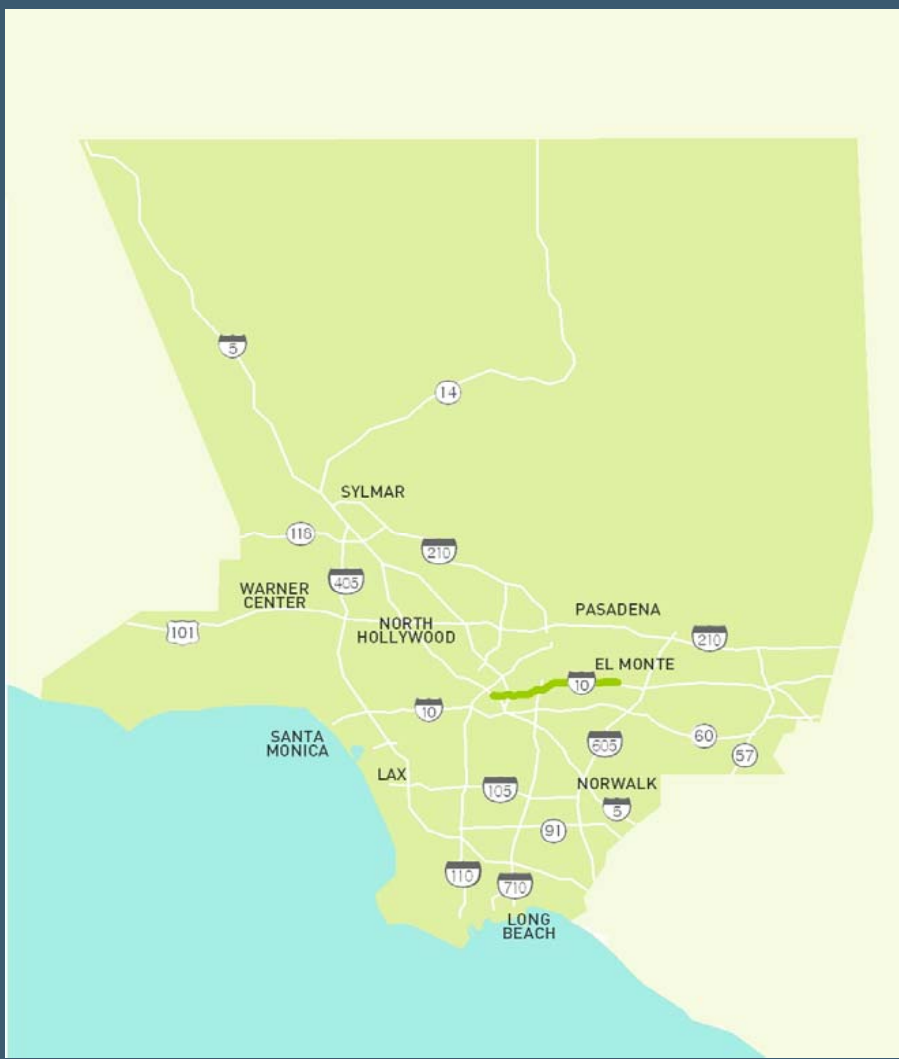 5
14
SYLMAR
118
210
405
WARNER
CENTER
PASADENA
NORTH
HOLLYWOOD
101
210
EL MONTE
10
10
SANTA
MONICA
60
605
57
LAX
NORWALK
105
5
91
110
710
LONG
BEACH